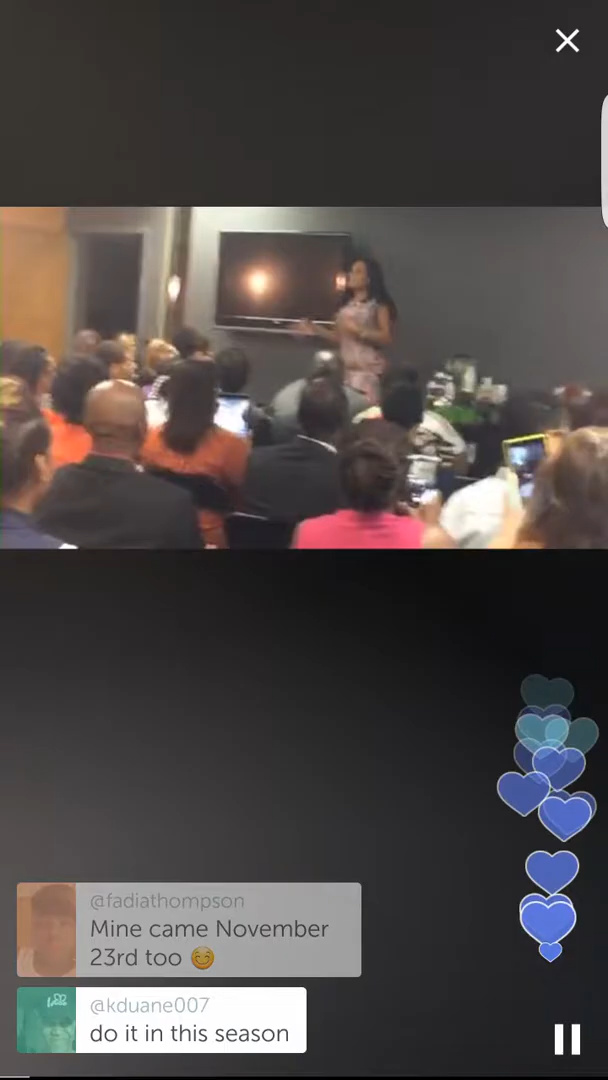 @fadiathompson
Mine came November
23rd too 😊
@kduane007
do it in this season